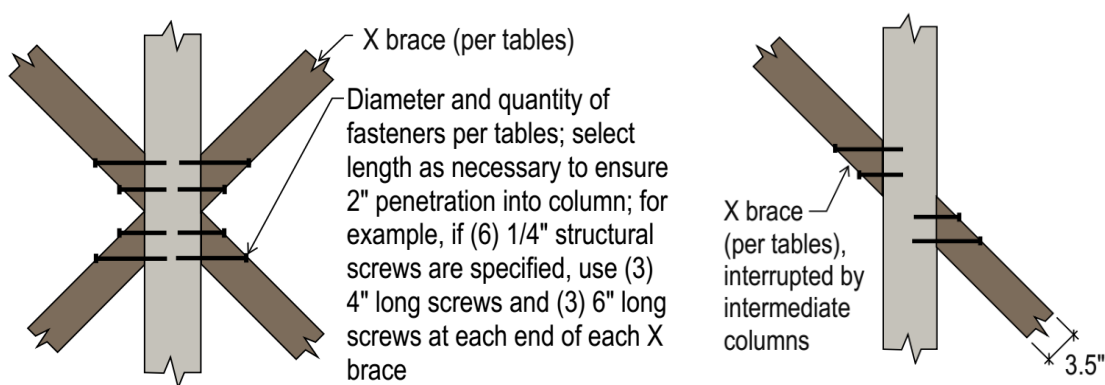 X brace (per tables)
Diameter and quantity of
fasteners per tables; select
length as necessary to ensure
2" penetration into column; for
example, if (6) 1/4" structural
screws are specified, use (3)
4" long screws and (3) 6" long
screws at each end of each X
brace
X brace
(per tables),
interrupted by
intermediate
columns
3.5"